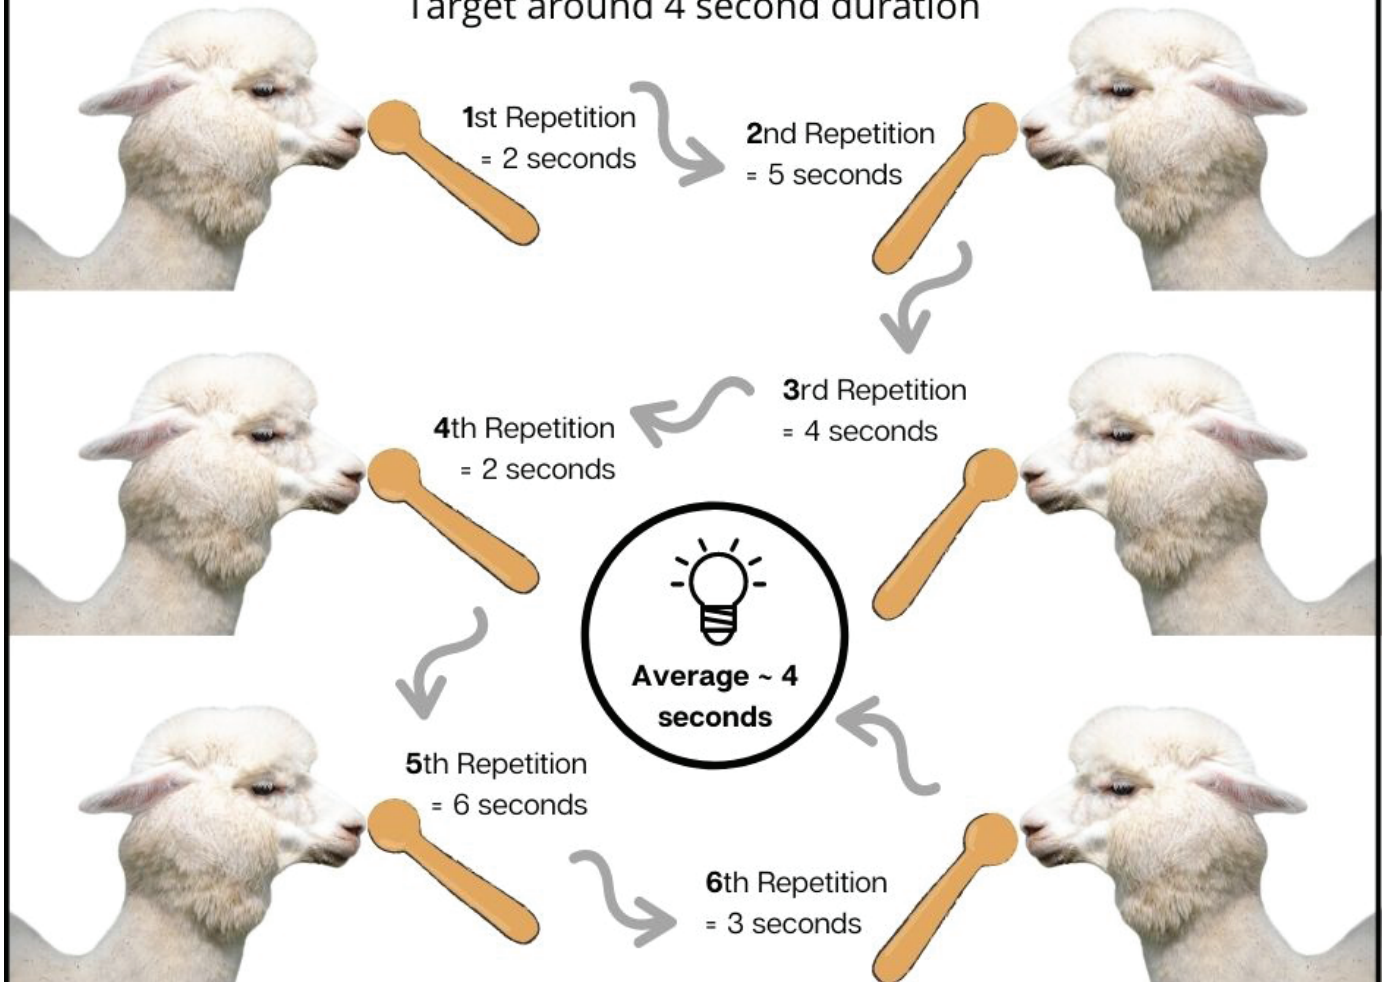 Target around 4 second duration
1st Repetition
= 2 seconds
2nd Repetition
= 5 seconds
3rd Repetition
= 4 seconds
4th Repetition
= 2 seconds
Average ~ 4
seconds
5th Repetition
= 6 seconds
6th Repetition
= 3 seconds